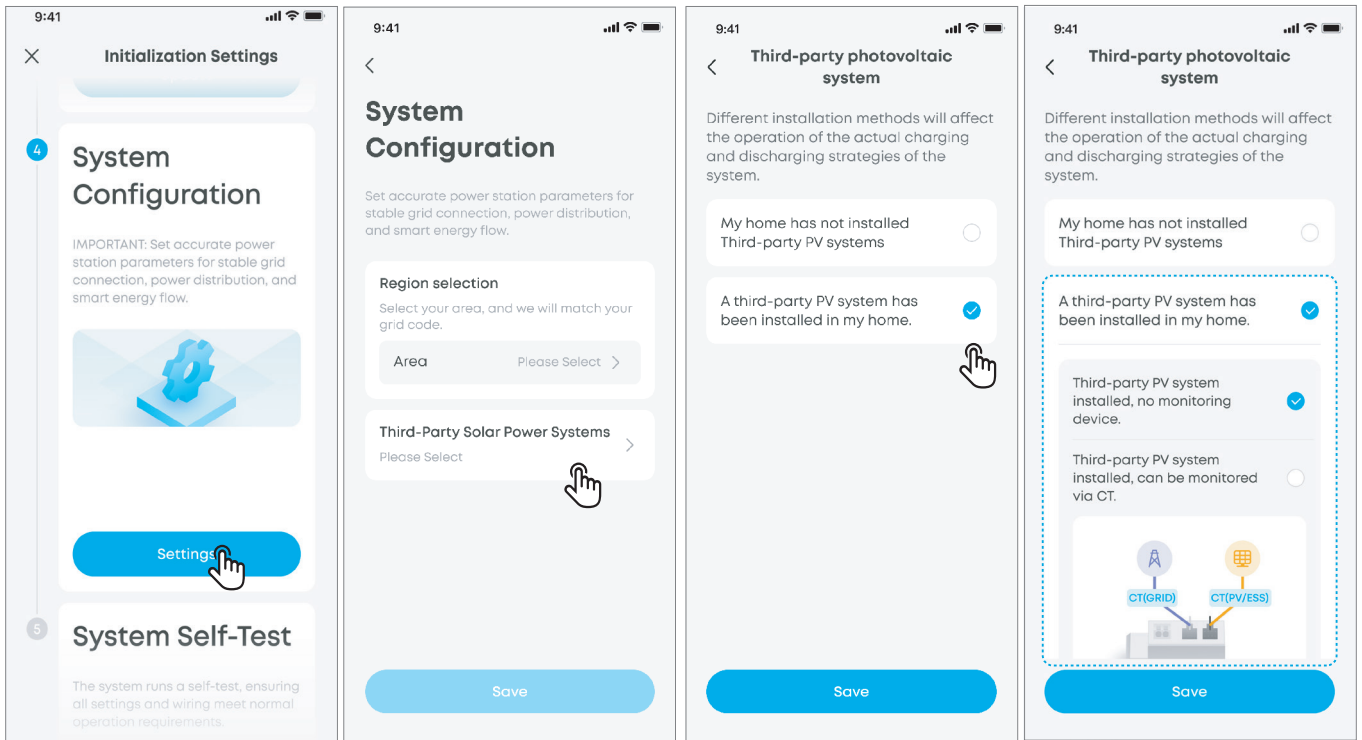 9:41
Initialization Settings
4
System
Configuration
IMPORTANT: Set accurate power
station parameters for stable grid
connection, power distribution, and
smart energy flow.
Settings
5
System Self-Test
The system runs a self-test, ensuring
all settings and wiring meet normal
operation requirements.
9:41
System
Configuration
Set accurate power station parameters for
stable grid connection, power distribution,
and smart energy flow.
Region selection
Select your area, and we will match your
grid code.
Area Please Select
Third-Party Solar Power Systems
Please Select
Save
9:41
Third-party photovoltaic
system
Different installation methods will affect
the operation of the actual charging
and discharging strategies of the
system.
My home has not installed
Third-party PV systems
A third-party PV system has
been installed in my home.
Save
9:41
Third-party photovoltaic
system
Different installation methods will affect
the operation of the actual charging
and discharging strategies of the
system.
My home has not installed
Third-party PV systems
A third-party PV system has
been installed in my home.
Third-party PV system
installed, no monitoring
device.
Third-party PV system
installed, can be monitored
via CT.
CT(GRID) CT(PV/ESS)
Save